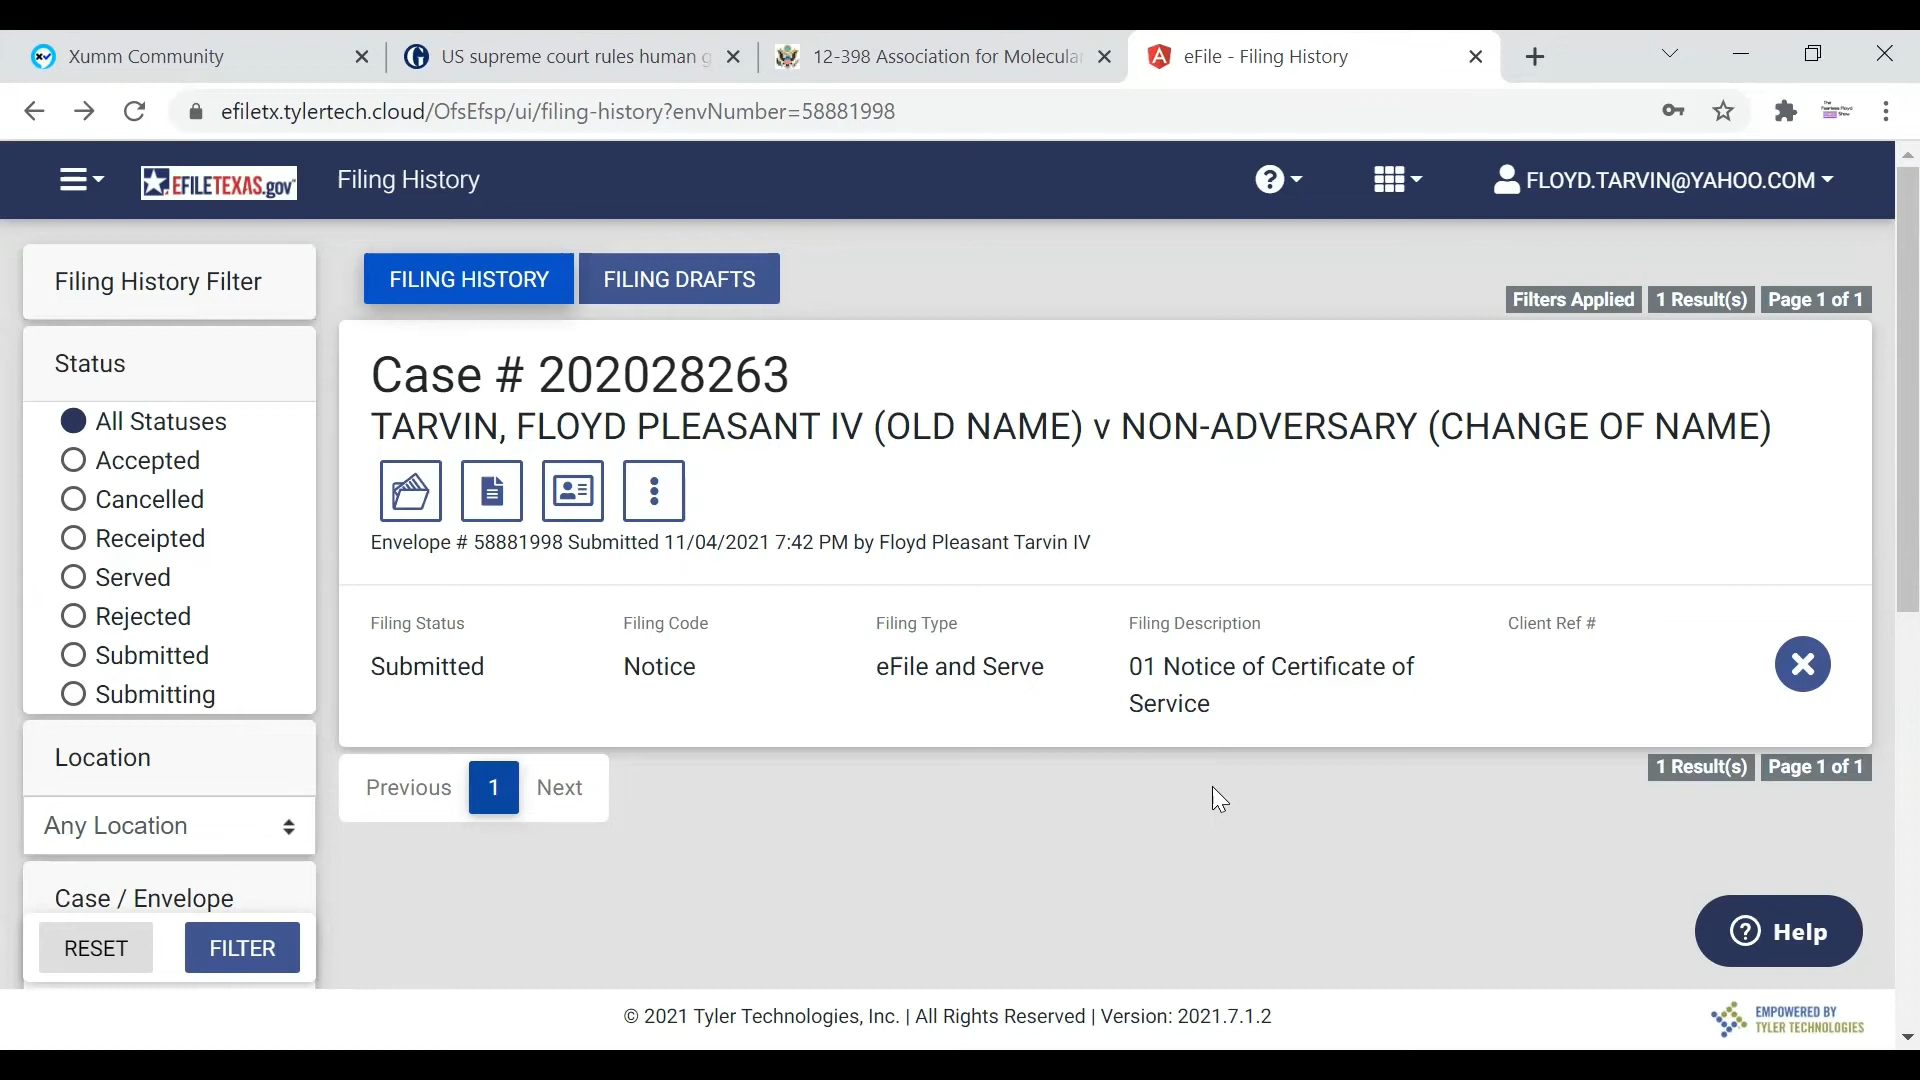 Xumm Community
US supreme court rules human g
12-398 Association for Molecular
eFile - Filing History
efiletx.tylertech.cloud/OfsEfsp/ui/filing-history?envNumber=58881998
EFILETEXAS.gov
Filing History
FLOYD.TARVIN@YAHOO.COM
Filing History Filter
FILING HISTORY
FILING DRAFTS
Filters Applied
1 Result(s)
Page 1 of 1
Status
All Statuses
Accepted
Cancelled
Receipted
Served
Rejected
Submitted
Submitting
Case # 202028263
TARVIN, FLOYD PLEASANT IV (OLD NAME) v NON-ADVERSARY (CHANGE OF NAME)
Envelope # 58881998 Submitted 11/04/2021 7:42 PM by Floyd Pleasant Tarvin IV
Filing Status
Filing Code
Filing Type
Filing Description
Client Ref #
Submitted
Notice
eFile and Serve
01 Notice of Certificate of
Service
1 Result(s)
Page 1 of 1
Previous
1
Next
Location
Any Location
Case / Envelope
RESET
FILTER
Help
© 2021 Tyler Technologies, Inc. | All Rights Reserved | Version: 2021.7.1.2
EMPOWERED BY
TYLER TECHNOLOGIES